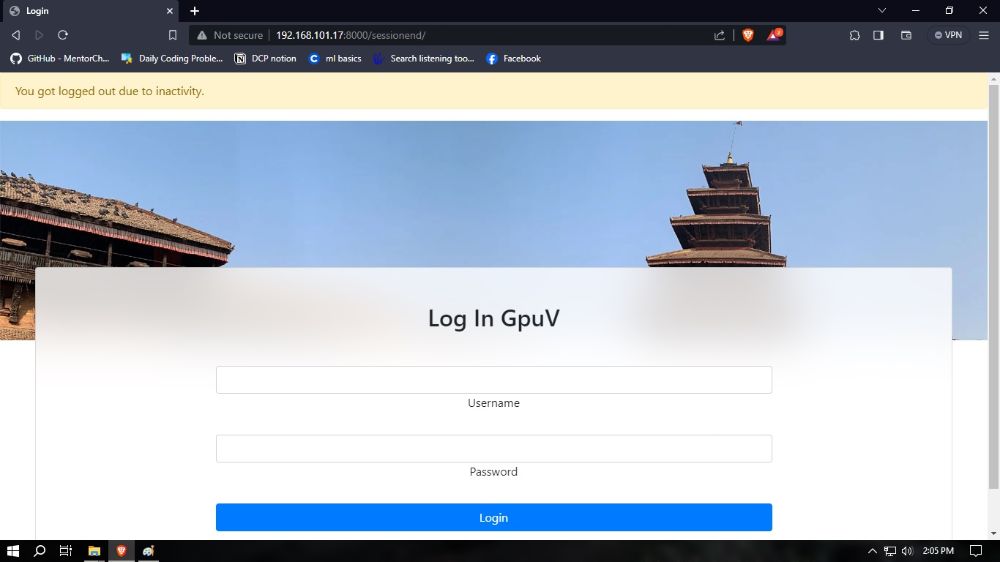 Login
Not secure 192.168.101.17:8000/sessionend/ VPN
GitHub - MentorCh... Daily Coding Proble... DCP notion ml basics Search listening too... Facebook
You got logged out due to inactivity.
Log In GpuV
Username
Password
Login
2:05 PM